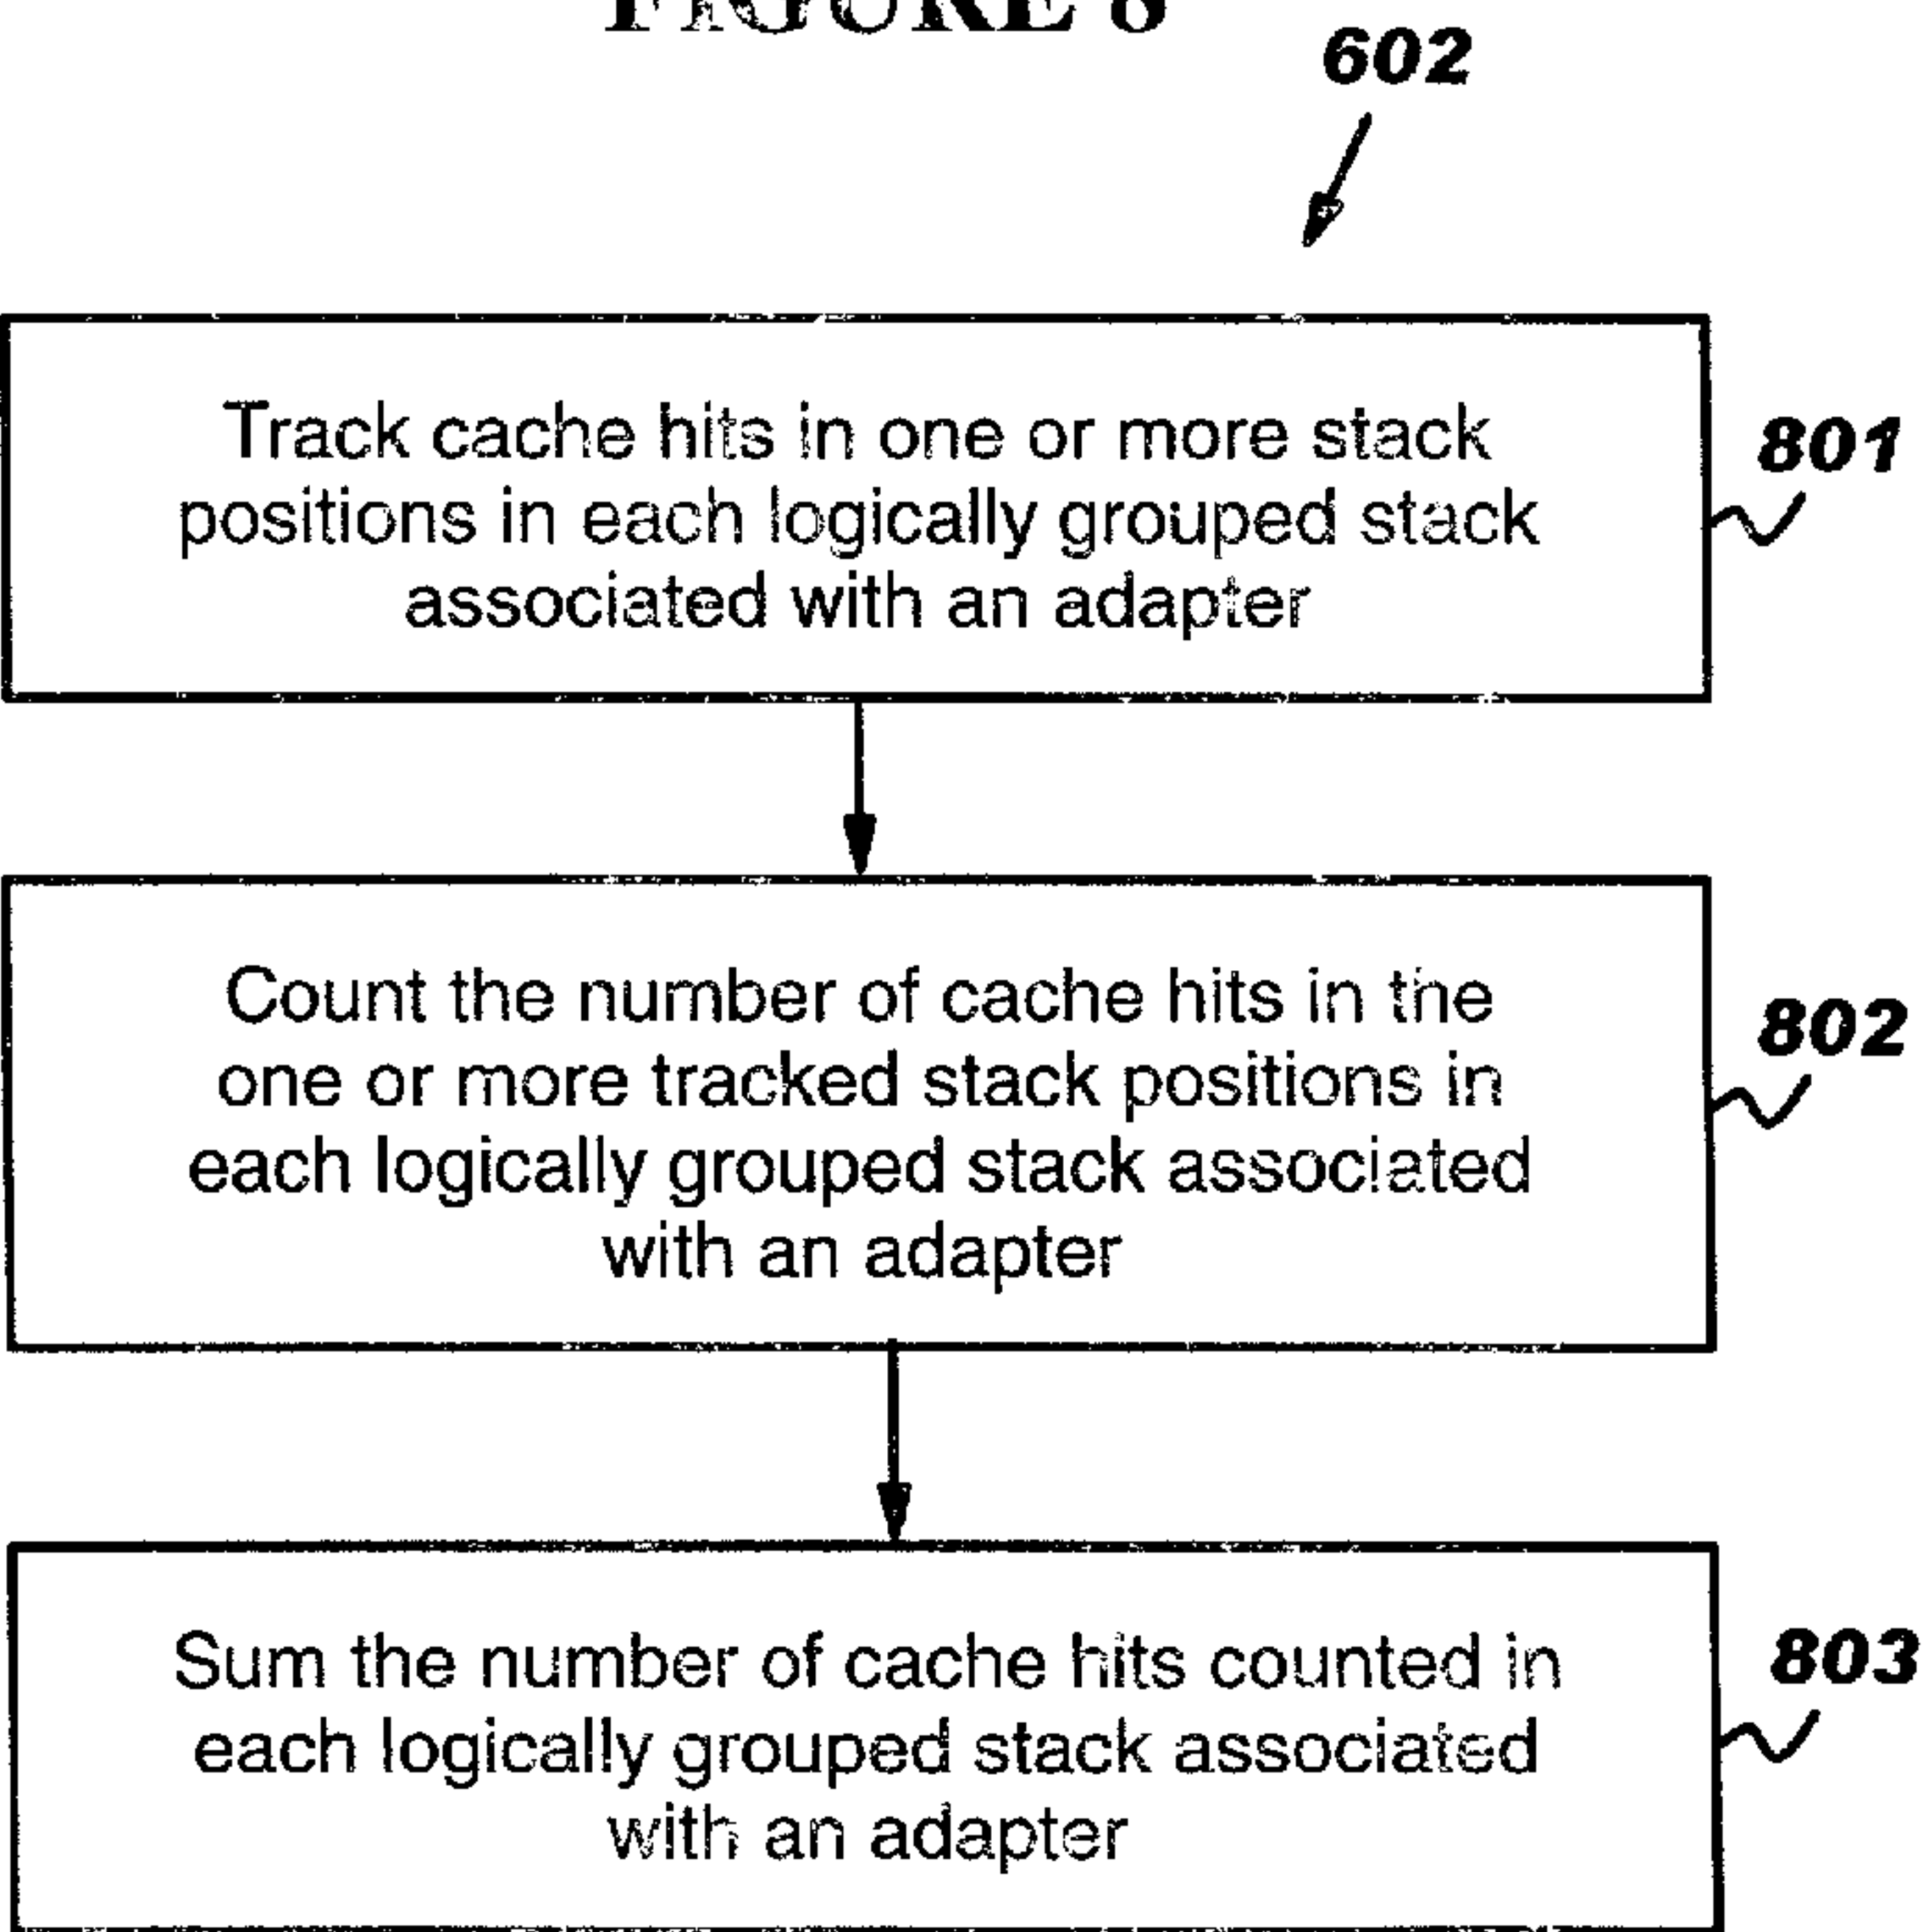 FIGURE 8
602
Track cache hits in one or more stack
positions in each logically grouped stack
associated with an adapter
801
Count the number of cache hits in the
one or more tracked stack positions in
each logically grouped stack associated
with an adapter
802
Sum the number of cache hits counted in
each logically grouped stack associated
with an adapter
803